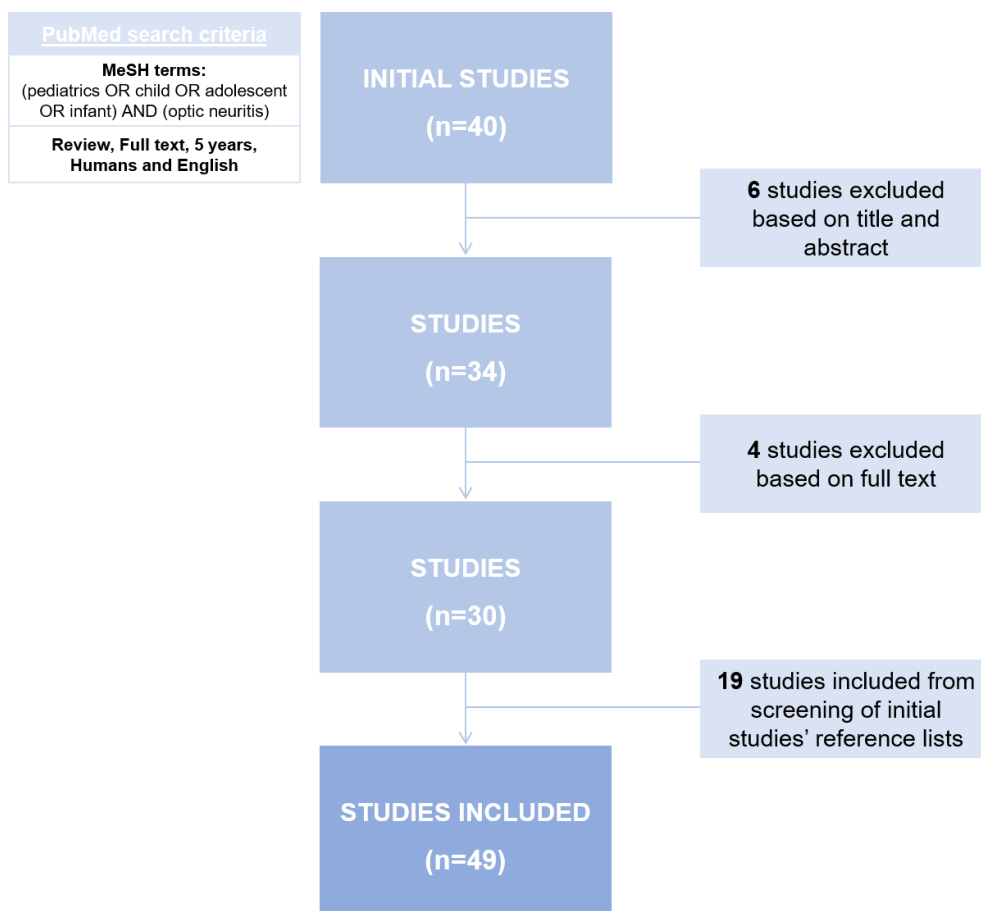 PubMed search criteria
MeSH terms:
(pediatrics OR child OR adolescent
OR infant) AND (optic neuritis)
Review, Full text, 5 years,
Humans and English
INITIAL STUDIES
(n=40)
6 studies excluded
based on title and
abstract
STUDIES
(n=34)
4 studies excluded
based on full text
STUDIES
(n=30)
19 studies included from
screening of initial
studies’ reference lists
STUDIES INCLUDED
(n=49)